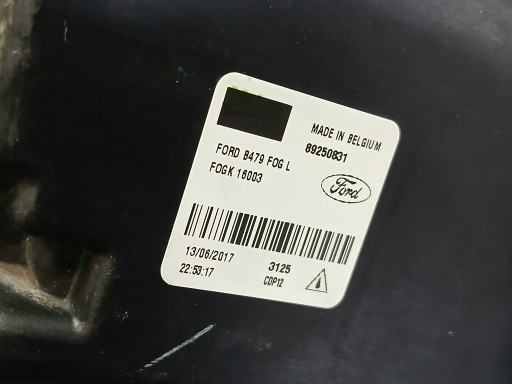 MADE IN BELGIUM
89250831
FORD B479 FOG L
FOGK 16003
Ford
13/06/2017
22:53:17
3125
COP12